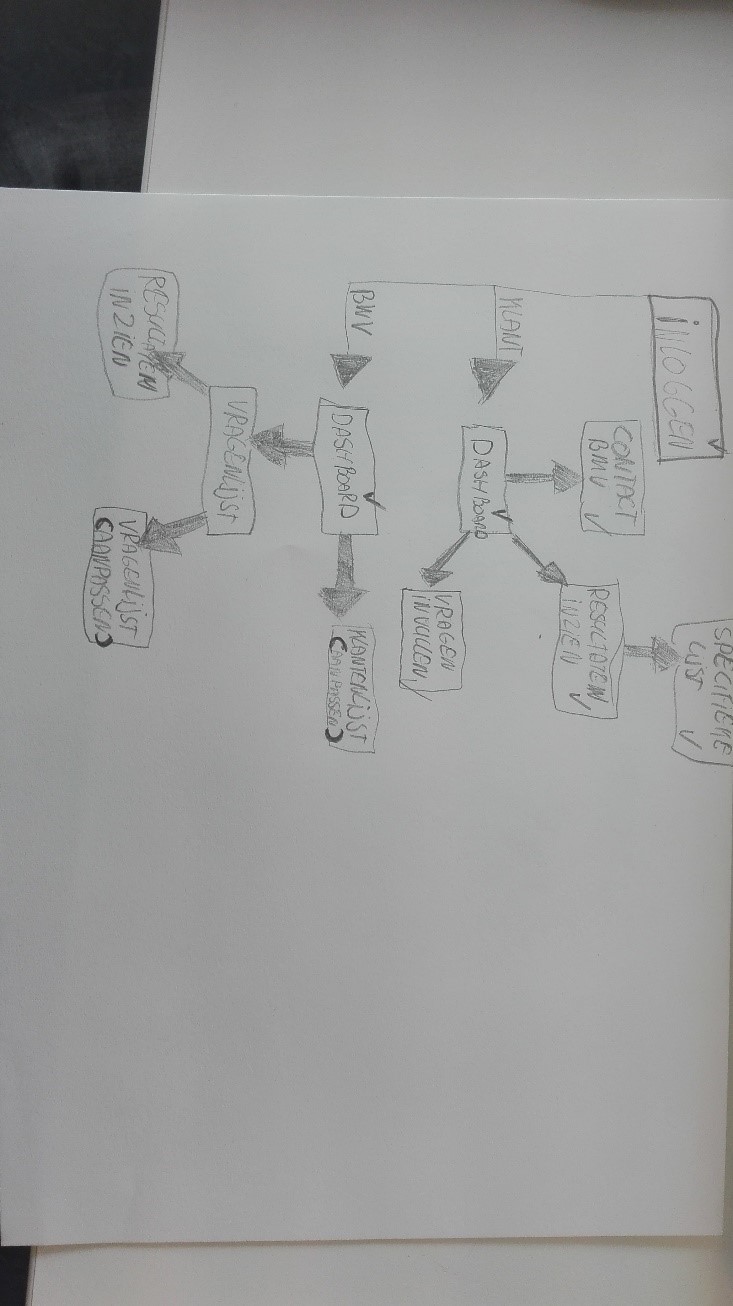 INLOGGEN
SPECIFIEKE
LIJST
CONTACT
BMV
RESULTATEN
INZIEN
KLANT
DASHBOARD
VRAGEN
INVULLEN
BWV
DASHBOARD
KLANTENLIJST
(AANPASSEN)
VRAGENLIJST
RESULTATEN
INZIEN
VRAGENLIJST
(AANPASSEN)